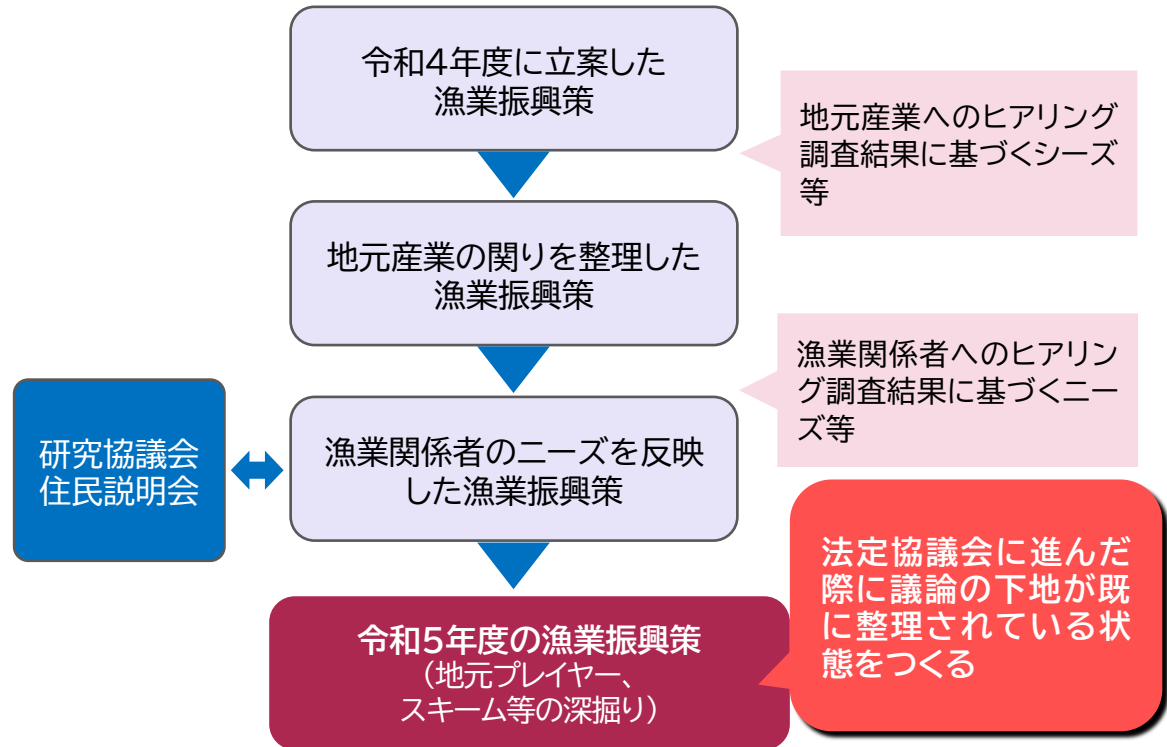 令和4年度に立案した
漁業振興策
地元産業へのヒアリング
調査結果に基づくシーズ
等
地元産業の関りを整理した
漁業振興策
漁業関係者へのヒアリン
グ調査結果に基づくニー
ズ等
研究協議会
住民説明会
漁業関係者のニーズを反映
した漁業振興策
法定協議会に進んだ
際に議論の下地が既
に整理されている状
態をつくる
令和5年度の漁業振興策
（地元プレイヤー、
スキーム等の深掘り）